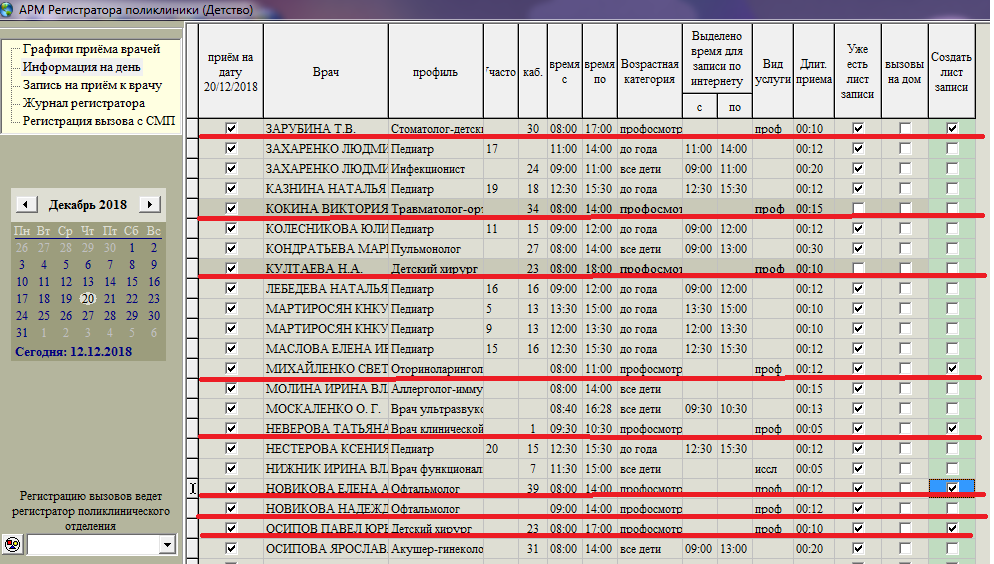 АРМ Регистратора поликлиники (Детство)
Графики приёма врачей
Информация на день
Запись на приём к врачу
Журнал регистратора
Регистрация вызова с СМП
Декабрь 2018
Пн Вт Ср Чт Пт Сб Вс
26 27 28 29 30 1 2
3 4 5 6 7 8 9
10 11 12 13 14 15 16
17 18 19 20 21 22 23
24 25 26 27 28 29 30
31 1 2 3 4 5 6
Сегодня: 12.12.2018
Регистрацию вызовов ведет
регистратор поликлинического
отделения
приём на дату 20/12/2018 Врач профиль часто каб. время с время по Возрастная категория Выделено время для записи по интернету с по Вид услуги Длит. приема Уже есть лист записи вызовы на дом Создать лист записи
ЗАРУБИНА Т.В. Стоматолог-детск 30 08:00 17:00 профосмотр проф 00:10
ЗАХАРЕНКО ЛЮДМИ Педиатр 17 11:00 14:00 до года 11:00 14:00 00:12
ЗАХАРЕНКО ЛЮДМИ Инфекционист 24 09:00 11:00 все дети 09:00 11:00 00:20
КАЗНИНА НАТАЛЬЯ Педиатр 19 18 12:30 15:30 до года 12:30 15:30 00:12
КОКИНА ВИКТОРИЯ Травматолог-ор 34 08:00 14:00 профосмот проф 00:15
КОЛЕСНИКОВА ЮЛИ Педиатр 11 15 09:00 12:00 до года 09:00 12:00 00:12
КОНДРАТЬЕВА МАРИ Пульмонолог 27 08:00 14:00 все дети 09:00 13:00 00:30
КУЛТАЕВА Н.А. Детский хирург 23 08:00 18:00 профосмотр проф 00:10
ЛЕБЕДЕВА НАТАЛЬЯ Педиатр 16 16 09:00 12:00 до года 09:00 12:00 00:12
МАРТИРОСЯН КНКУ Педиатр 5 13 13:30 15:00 до года 13:30 15:00 00:10
МАРТИРОСЯН КНКУ Педиатр 9 13 12:00 13:30 до года 12:00 13:30 00:10
МАСЛОВА ЕЛЕНА ИВ Педиатр 15 16 12:30 15:30 до года 12:30 15:30 00:12
МИХАЙЛЕНКО СВЕТ Оториноларингол 08:00 11:00 профосмотр проф 00:12
МОЛИНА ИРИНА ВЛ Аллерголог-имму 08:00 14:00 все дети 00:15
МОСКАЛЕНКО О. Г. Врач ультразвуко 08:40 16:28 все дети 09:30 10:30 00:13
НЕВЕРОВА ТАТЬЯНА Врач клинической 1 09:30 10:30 профосмотр проф 00:05
НЕСТЕРОВА КСЕНИЯ Педиатр 20 15 12:30 15:30 до года 12:30 15:30 00:12
НИЖНИК ИРИНА ВЛ Врач функционал 7 11:30 15:00 все дети иссл 00:05
НОВИКОВА ЕЛЕНА А Офтальмолог 39 08:00 14:00 профосмотр проф 00:12
НОВИКОВА НАДЕЖД Офтальмолог 09:00 14:00 профосмотр проф 00:12
ОСИПОВ ПАВЕЛ ЮРЬ Детский хирург 23 08:00 17:00 профосмотр проф 00:10
ОСИПОВА ЯРОСЛАВ Акушер-гинеколо 31 08:00 14:00 все дети 09:00 13:00 00:20